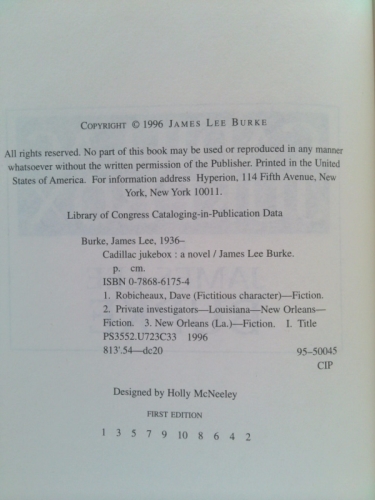 COPYRIGHT © 1996 JAMES LEE BURKE
All rights reserved. No part of this book may be used or reproduced in any manner
whatsoever without the written permission of the Publisher. Printed in the United
States of America. For information address Hyperion, 114 Fifth Avenue, New
York, New York 10011.
Library of Congress Cataloging-in-Publication Data
Burke, James Lee, 1936–
Cadillac jukebox : a novel / James Lee Burke.
p. cm.
ISBN 0-7868-6175-4
1. Robicheaux, Dave (Fictitious character)—Fiction.
2. Private investigators—Louisiana—New Orleans—
Fiction. 3. New Orleans (La.)—Fiction. I. Title
PS3552.U723C33 1996
813'.54—dc20 95-50045
CIP
Designed by Holly McNeeley
FIRST EDITION
1 3 5 7 9 10 8 6 4 2